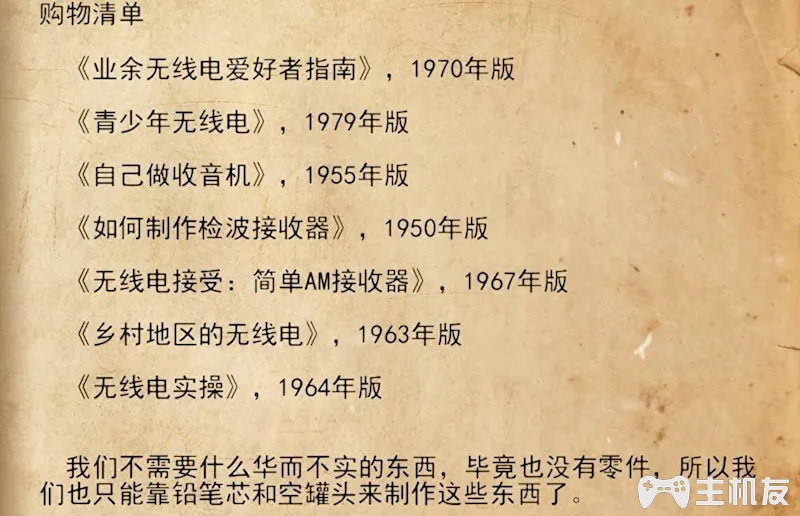 购物清单
《业余无线电爱好者指南》，1970年版
《青少年无线电》，1979年版
《自己做收音机》，1955年版
《如何制作检波接收器》，1950年版
《无线电接受：简单AM接收器》，1967年版
《乡村地区的无线电》，1963年版
《无线电实操》，1964年版
我们不需要什么华而不实的东西，毕竟也没有零件，所以我
们也只能靠铅笔芯和空罐头来制作这些东西了。
主机友